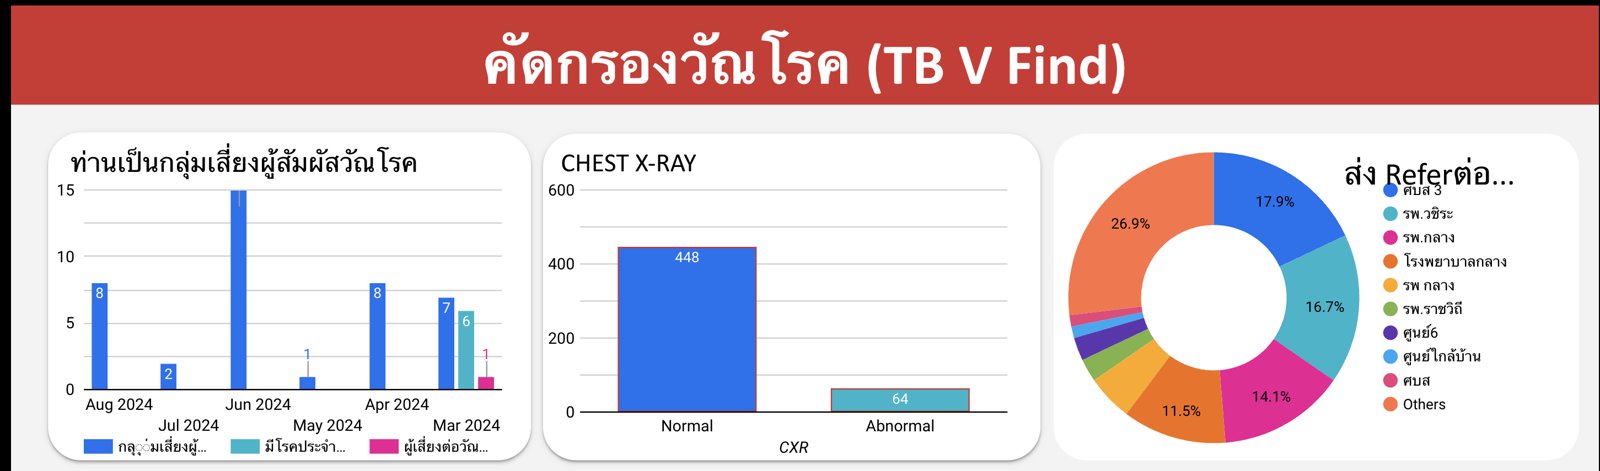 คัดกรองวัณโรค (TB V Find)
ท่านเป็นกลุ่มเสี่ยงผู้สัมผัสวัณโรค
15
10
5
0
8
2
1
8
7
6
1
Aug 2024
Jul 2024
Jun 2024
May 2024
Apr 2024
Mar 2024
กลุ่มเสี่ยงผู้...
มีโรคประจำ...
ผู้เสี่ยงต่อวัณ...
CHEST X-RAY
600
400
200
0
448
64
Normal
Abnormal
CXR
ส่ง Referต่อ...
17.9%
16.7%
14.1%
11.5%
26.9%
ศบส 3
รพ.วชิระ
รพ.กลาง
โรงพยาบาลกลาง
รพ กลาง
รพ.ราชวิถี
ศูนย์6
ศูนย์ใกล้บ้าน
ศบส
Others